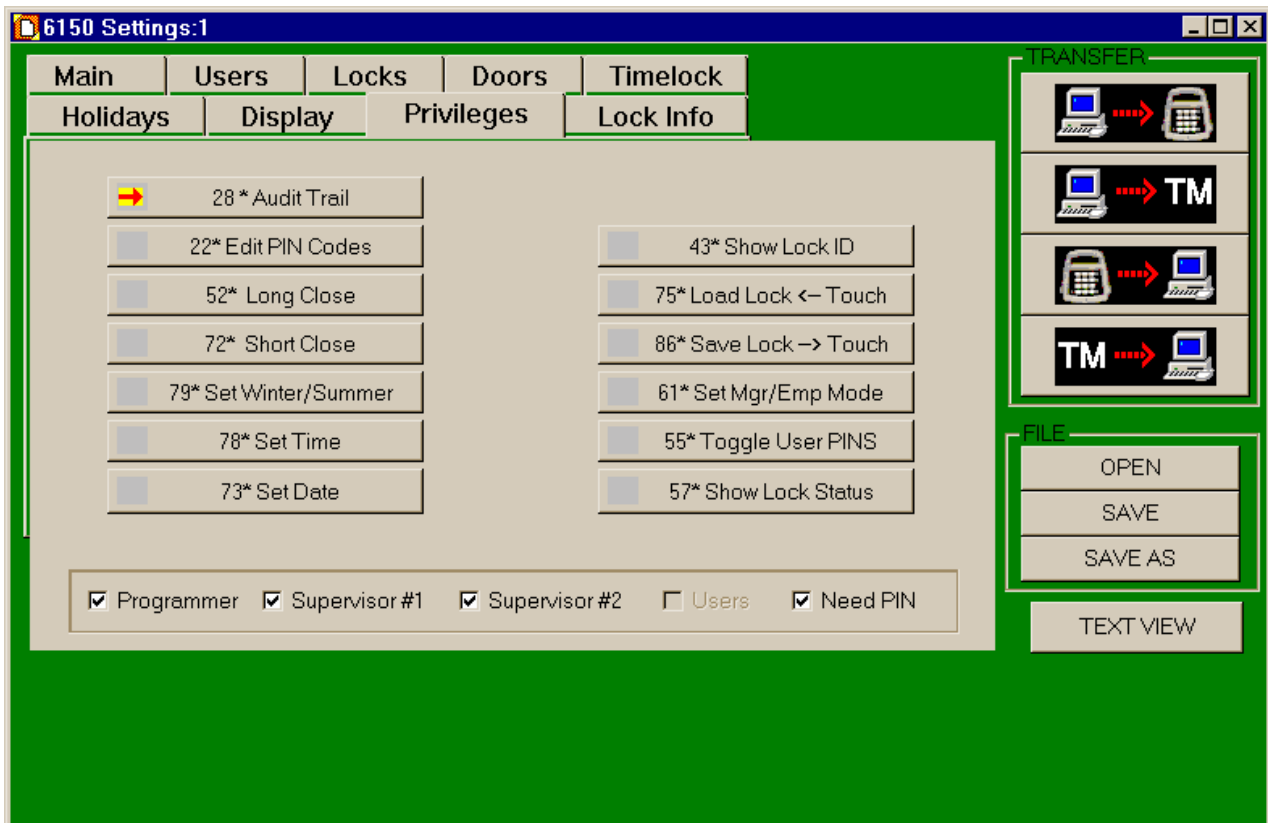 6150 Settings:1
Main Users Locks Doors Timelock
Holidays Display Privileges Lock Info
28 * Audit Trail
22* Edit PIN Codes
52* Long Close
72* Short Close
79* Set Winter/Summer
78* Set Time
73* Set Date
43* Show Lock ID
75* Load Lock <-- Touch
86* Save Lock --> Touch
61* Set Mgr/Emp Mode
55* Toggle User PINS
57* Show Lock Status
Programmer Supervisor #1 Supervisor #2 Users Need PIN
TRANSFER
TM
TM
FILE
OPEN
SAVE
SAVE AS
TEXT VIEW